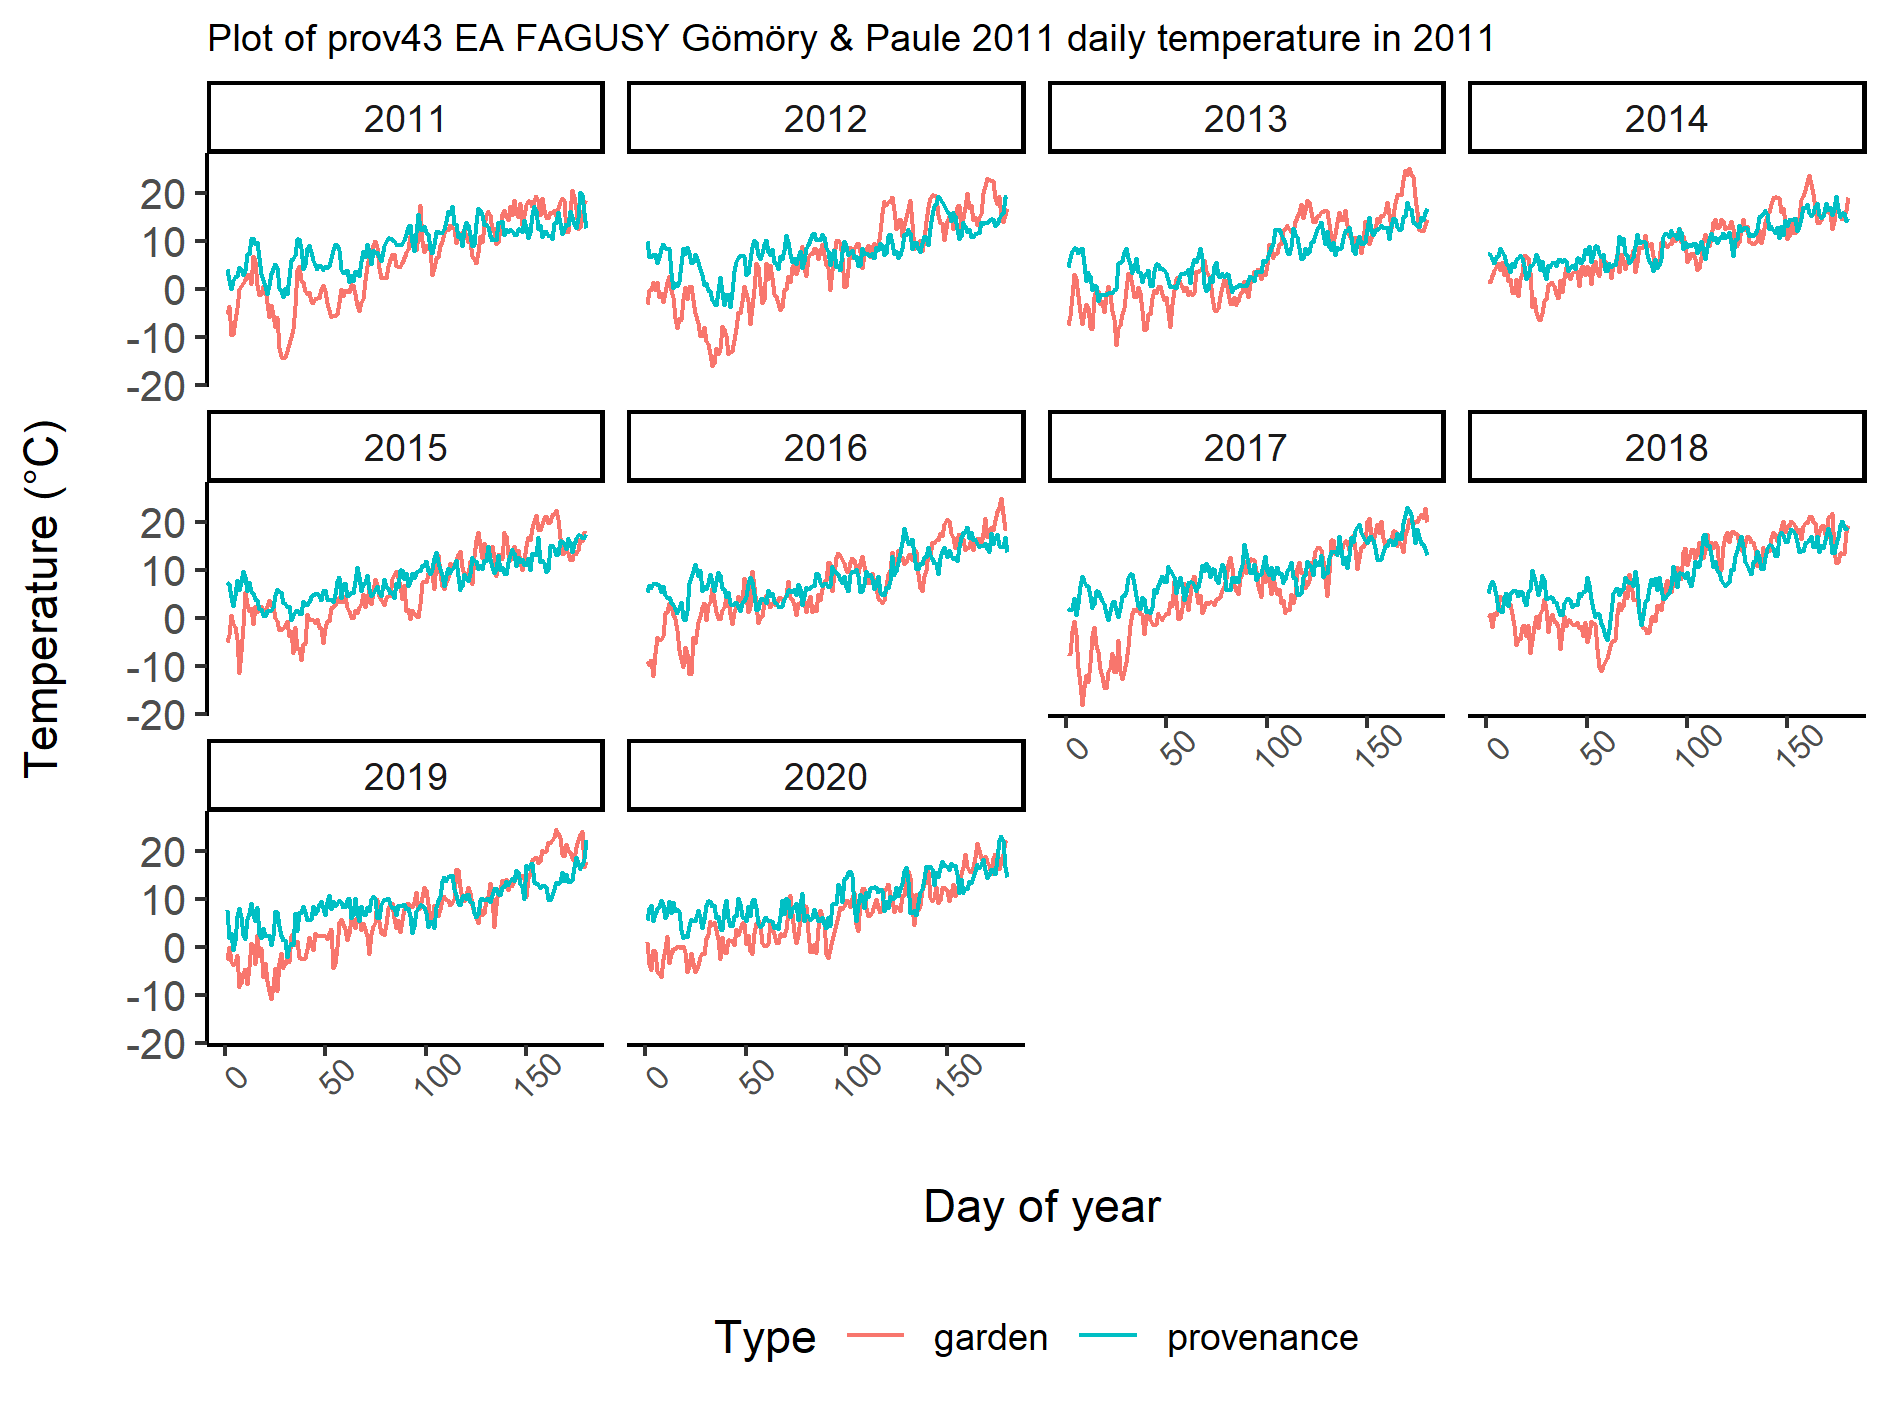 Plot of prov43 EA FAGUSY Gömöry & Paule 2011 daily temperature in 2011
2011 2012 2013 2014
20
10
0
-10
-20
2015 2016 2017 2018
20
10
0
-10
-20
0 50 100 150 0 50 100 150
2019 2020
20
10
0
-10
-20
0 50 100 150 0 50 100 150
Temperature (°C)
Day of year
Type garden provenance